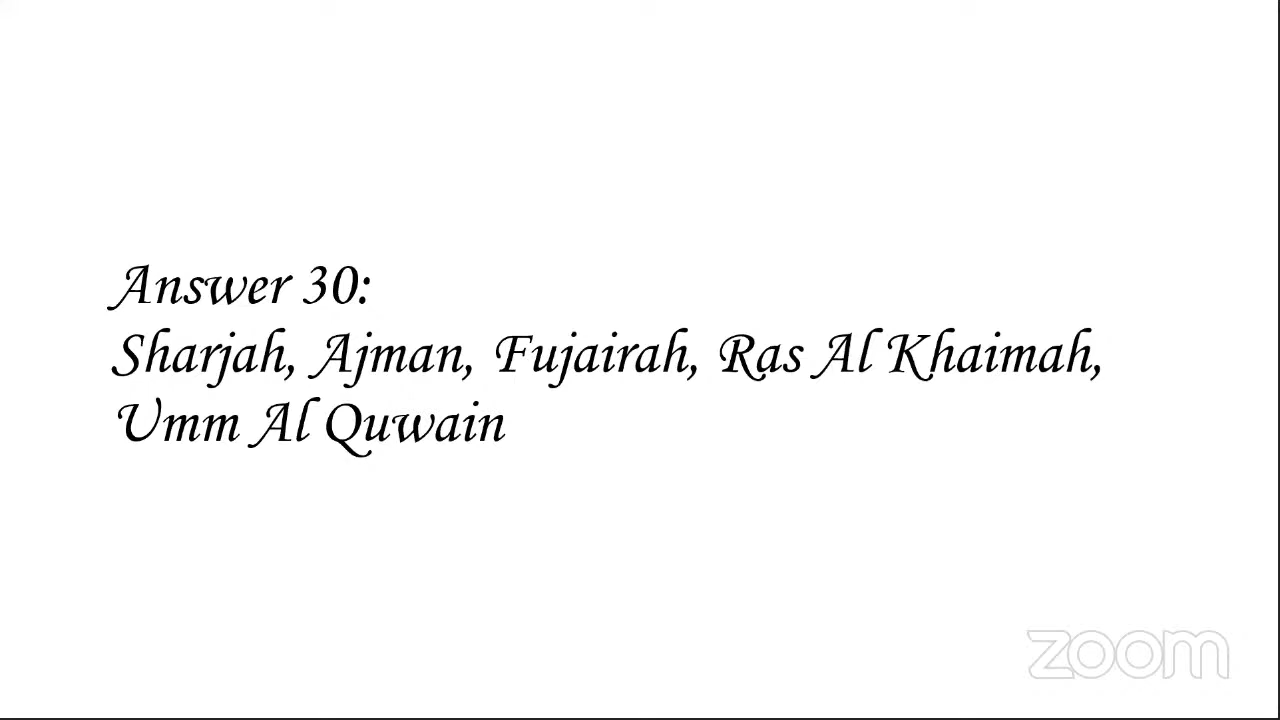 Answer 30:
Sharjah, Ajman, Fujairah, Ras Al Khaimah,
Umm Al Quwain
zoom